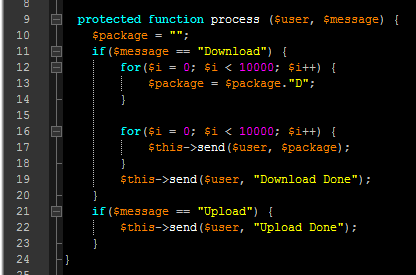 8
9 protected function process ($user, $message) {
10 $package = "";
11 if($message == "Download") {
12 for($i = 0; $i < 10000; $i++) {
13 $package = $package."D";
14 }
15
16 for($i = 0; $i < 10000; $i++) {
17 $this->send($user, $package);
18 }
19 $this->send($user, "Download Done");
20 }
21 if($message == "Upload") {
22 $this->send($user, "Upload Done");
23 }
24 }
25